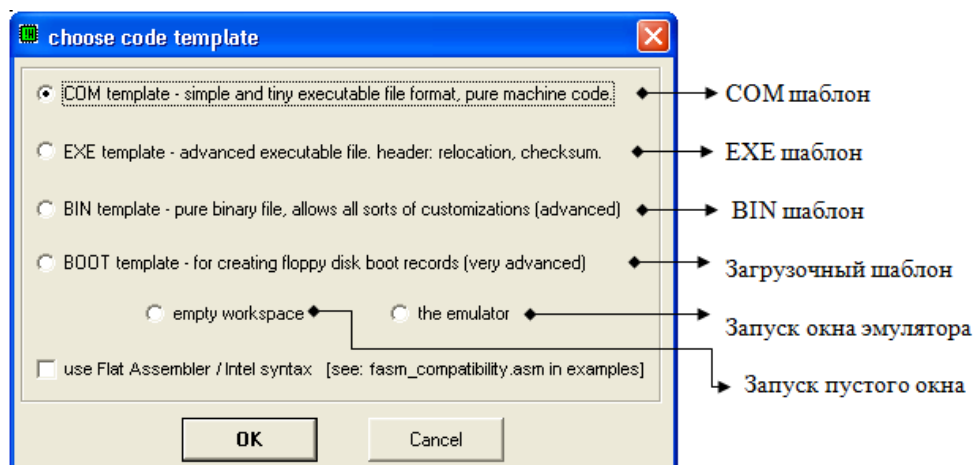 choose code template
COM template - simple and tiny executable file format, pure machine code.
COM шаблон
EXE template - advanced executable file. header: relocation, checksum.
EXE шаблон
BIN template - pure binary file, allows all sorts of customizations (advanced)
BIN шаблон
BOOT template - for creating floppy disk boot records (very advanced)
Загрузочный шаблон
empty workspace
the emulator
Запуск окна эмулятора
use Flat Assembler / Intel syntax [see: fasm_compatibility.asm in examples]
Запуск пустого окна
OK
Cancel